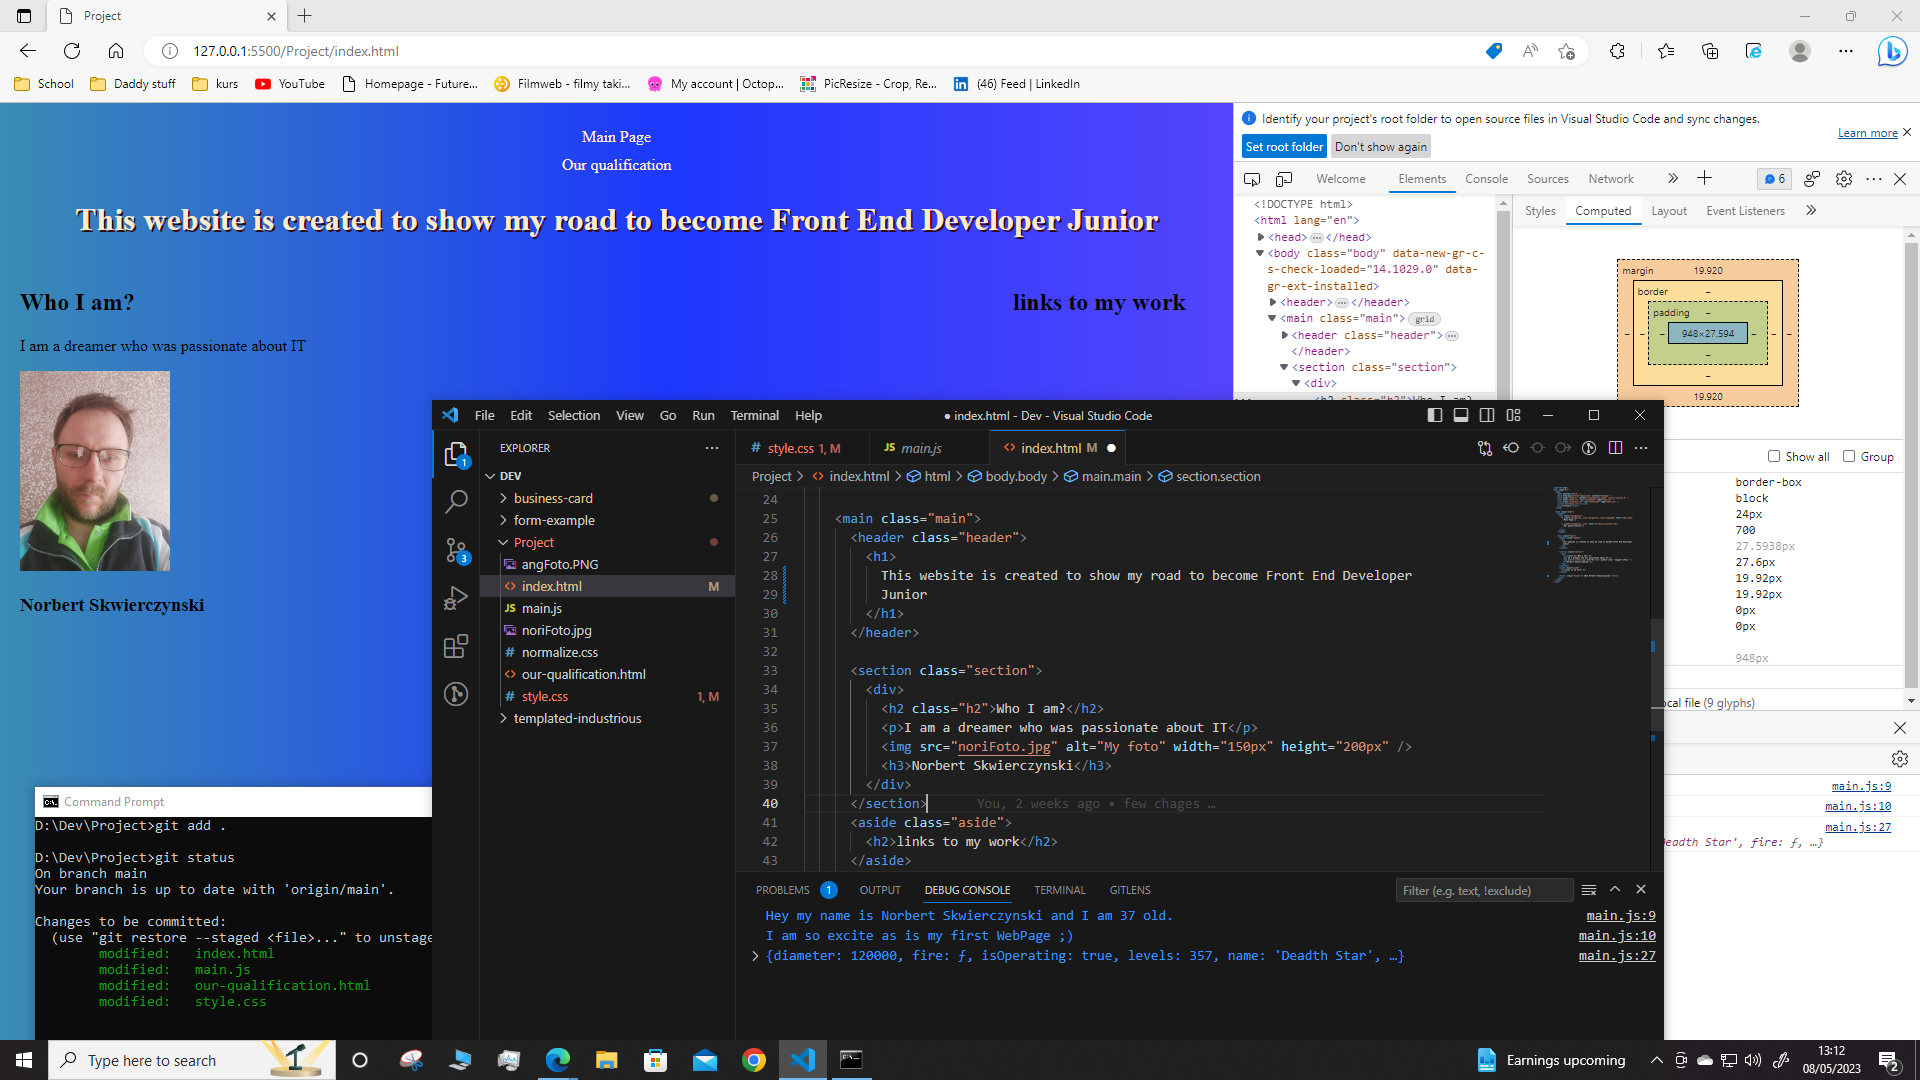 Project
127.0.0.1:5500/Project/index.html
School
Daddy stuff
kurs
YouTube
Homepage - Future...
Filmweb - filmy taki...
My account | Octop...
PicResize - Crop, Re...
(46) Feed | LinkedIn
Main Page
Our qualification
This website is created to show my road to become Front End Developer Junior
Who I am?
links to my work
I am a dreamer who was passionate about IT
Norbert Skwierczynski
Identify your project's root folder to open source files in Visual Studio Code and sync changes.
Learn more
Set root folder
Don't show again
Welcome
Elements
Console
Sources
Network
6
<!DOCTYPE html>
<html lang="en">
<head> </head>
<body class="body" data-new-gr-c-
s-check-loaded="14.1029.0" data-
gr-ext-installed>
<header> </header>
<main class="main"> grid
<header class="header">
</header>
<section class="section">
<div>
<h2 class="h2">Who I am?
Styles
Computed
Layout
Event Listeners
margin
19.920
border
–
padding
–
948×27.594
–
–
19.920
Show all
Group
border-box
block
24px
700
27.5938px
27.6px
19.92px
19.92px
0px
0px
948px
ocal file (9 glyphs)
main.js:9
main.js:10
main.js:27
Deadth Star', fire: ƒ, …}
File
Edit
Selection
View
Go
Run
Terminal
Help
● index.html - Dev - Visual Studio Code
EXPLORER
DEV
business-card
form-example
Project
angFoto.PNG
index.html M
main.js
noriFoto.jpg
normalize.css
our-qualification.html
style.css 1, M
templated-industrious
1
3
style.css 1, M
main.js
index.html M
Project > index.html > html > body.body > main.main > section.section
24
25 <main class="main">
26 <header class="header">
27 <h1>
28 This website is created to show my road to become Front End Developer
29 Junior
30 </h1>
31 </header>
32
33 <section class="section">
34 <div>
35 <h2 class="h2">Who I am?</h2>
36 <p>I am a dreamer who was passionate about IT</p>
37 <img src="noriFoto.jpg" alt="My foto" width="150px" height="200px" />
38 <h3>Norbert Skwierczynski</h3>
39 </div>
40 </section> You, 2 weeks ago • few chages …
41 <aside class="aside">
42 <h2>links to my work</h2>
43 </aside>
PROBLEMS 1
OUTPUT
DEBUG CONSOLE
TERMINAL
GITLENS
Filter (e.g. text, !exclude)
Hey my name is Norbert Skwierczynski and I am 37 old. main.js:9
I am so excite as is my first WebPage ;) main.js:10
{diameter: 120000, fire: ƒ, isOperating: true, levels: 357, name: 'Deadth Star', …} main.js:27
Command Prompt
D:\Dev\Project>git add .
D:\Dev\Project>git status
On branch main
Your branch is up to date with 'origin/main'.
Changes to be committed:
(use "git restore --staged <file>..." to unstage
modified: index.html
modified: main.js
modified: our-qualification.html
modified: style.css
Type here to search
Earnings upcoming
13:12
08/05/2023
2